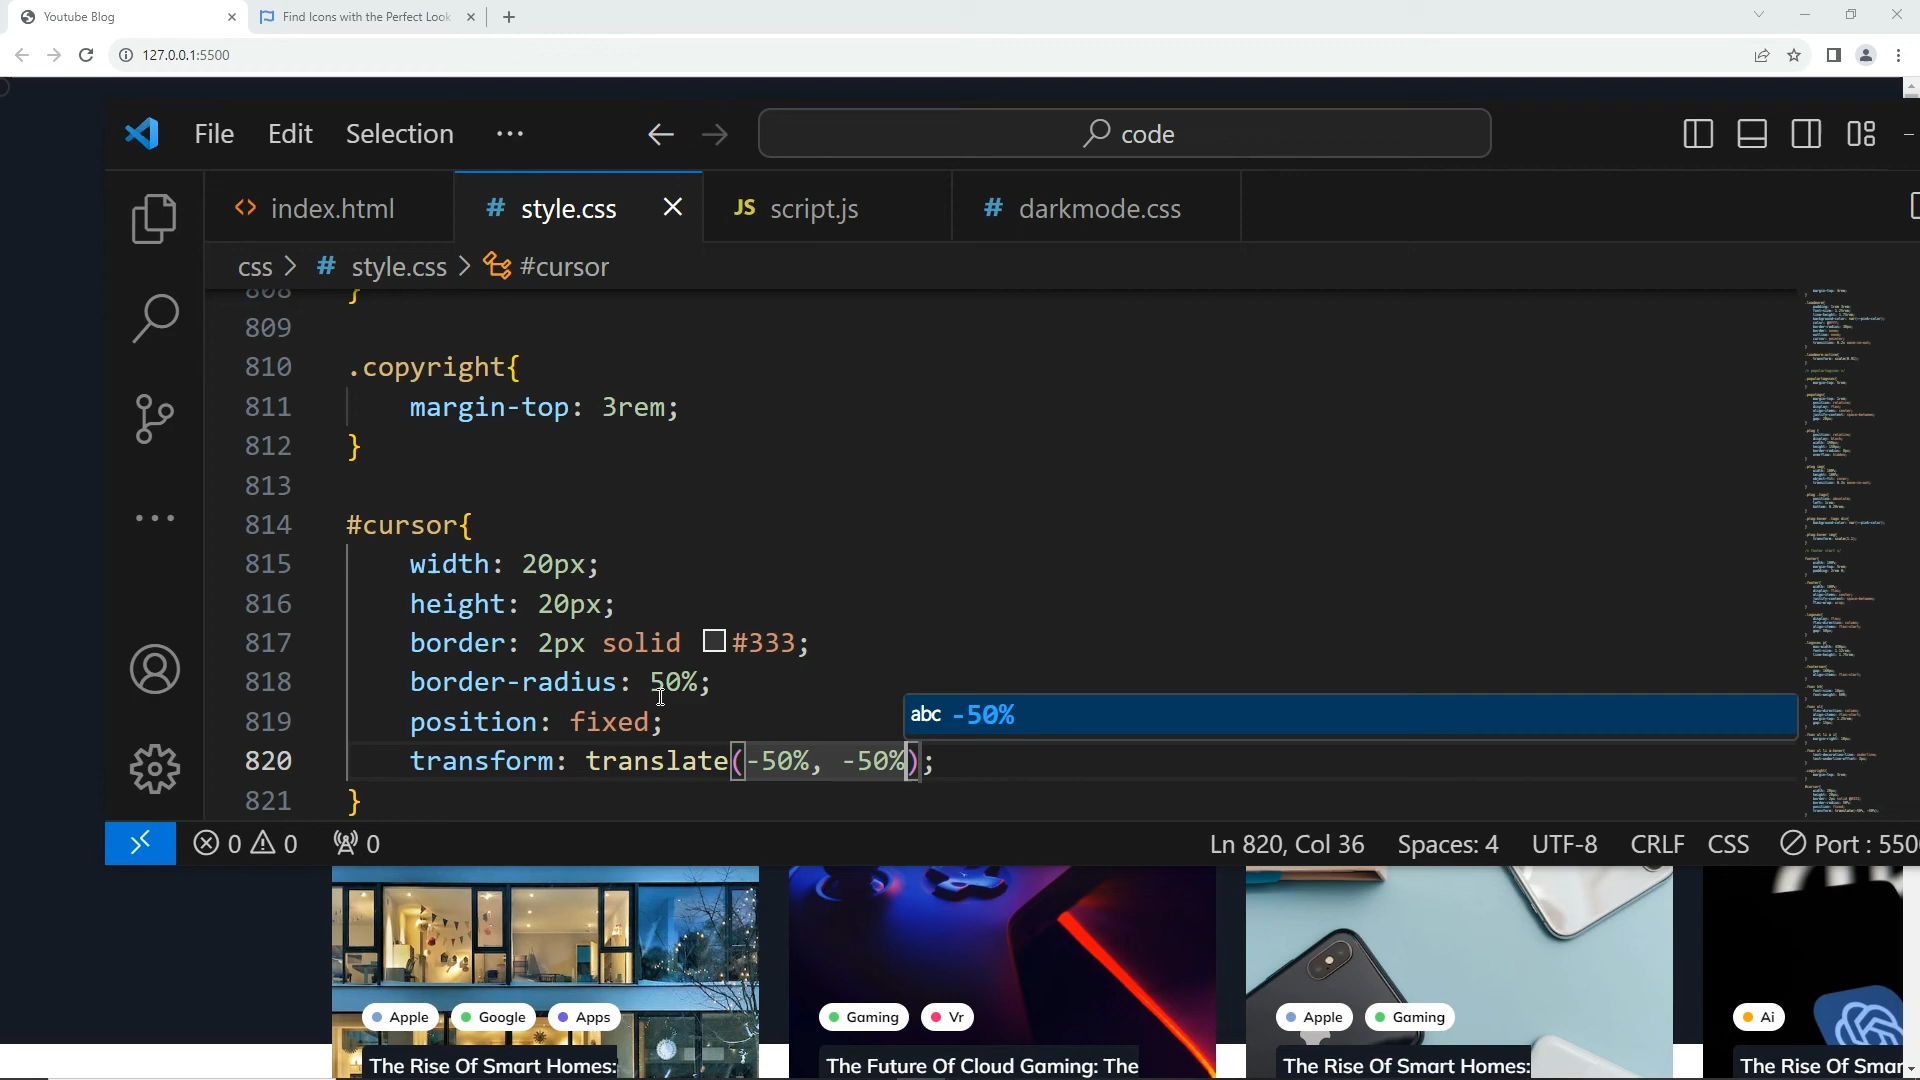 Youtube Blog
Find Icons with the Perfect Look
127.0.0.1:5500
File Edit Selection ...
code
index.html
style.css
JS script.js
# darkmode.css
css > # style.css > #cursor
808 }
809
810 .copyright{
811 margin-top: 3rem;
812 }
813
814 #cursor{
815 width: 20px;
816 height: 20px;
817 border: 2px solid #333;
818 border-radius: 50%;
819 position: fixed;
abc -50%
820 transform: translate(-50%, -50%);
821 }
0 0 0
Ln 820, Col 36 Spaces: 4 UTF-8 CRLF CSS Port : 550
Apple Google Apps
Gaming Vr
Apple Gaming
Ai
The Rise Of Smart Homes:
The Future Of Cloud Gaming: The
The Rise Of Smart Homes:
The Rise Of Smar